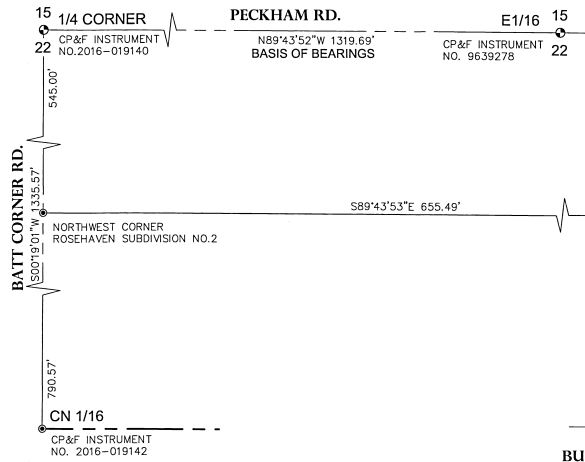 PECKHAM RD.
15
1/4 CORNER
22
CP&F INSTRUMENT
NO.2016-019140
N89°43'52"W 1319.69'
BASIS OF BEARINGS
E1/16
15
CP&F INSTRUMENT
NO. 9639278
22
545.00'
BATT CORNER RD.
S00°19'01"W 1335.57'
S89°43'53"E 655.49'
NORTHWEST CORNER
ROSEHAVEN SUBDIVISION NO.2
790.57'
CN 1/16
CP&F INSTRUMENT
NO. 2016-019142
BU